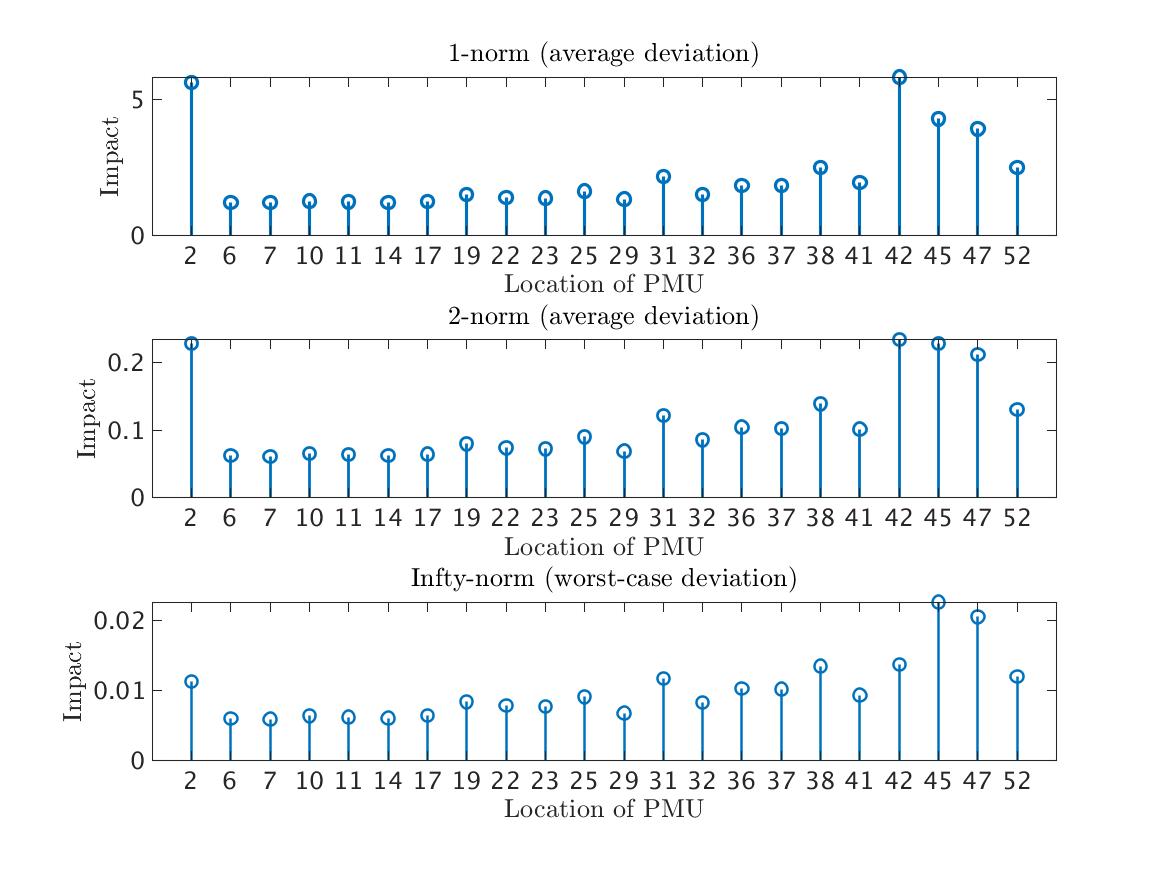 1-norm (average deviation)
5
0
Impact
2 6 7 10 11 14 17 19 22 23 25 29 31 32 36 37 38 41 42 45 47 52
Location of PMU
2-norm (average deviation)
0.2
0.1
0
Impact
2 6 7 10 11 14 17 19 22 23 25 29 31 32 36 37 38 41 42 45 47 52
Location of PMU
Infty-norm (worst-case deviation)
0.02
0.01
0
Impact
2 6 7 10 11 14 17 19 22 23 25 29 31 32 36 37 38 41 42 45 47 52
Location of PMU